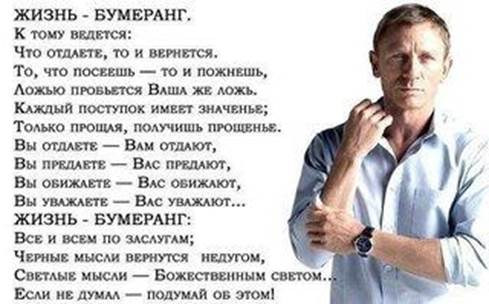 ЖИЗНЬ - БУМЕРАНГ.
К ТОМУ ВЕДЕТСЯ:
ЧТО ОТДАЕТЕ, ТО И ВЕРНЕТСЯ.
ТО, ЧТО ПОСЕЕШЬ — ТО И ПОЖНЕШЬ,
ЛОЖЬЮ ПРОБЬЕТСЯ ВАША ЖЕ ЛОЖЬ.
КАЖДЫЙ ПОСТУПОК ИМЕЕТ ЗНАЧЕНЬЕ;
ТОЛЬКО ПРОЩАЯ, ПОЛУЧИШЬ ПРОЩЕНЬЕ.
ВЫ ОТДАЕТЕ — ВАМ ОТДАЮТ,
ВЫ ПРЕДАЕТЕ — ВАС ПРЕДАЮТ,
ВЫ ОБИЖАЕТЕ — ВАС ОБИЖАЮТ,
ВЫ УВАЖАЕТЕ — ВАС УВАЖАЮТ...
ЖИЗНЬ - БУМЕРАНГ:
ВСЕ И ВСЕМ ПО ЗАСЛУГАМ;
ЧЕРНЫЕ МЫСЛИ ВЕРНУТСЯ НЕДУГОМ,
СВЕТЛЫЕ МЫСЛИ — БОЖЕСТВЕННЫМ СВЕТОМ...
ЕСЛИ НЕ ДУМАЛ — ПОДУМАЙ ОБ ЭТОМ!